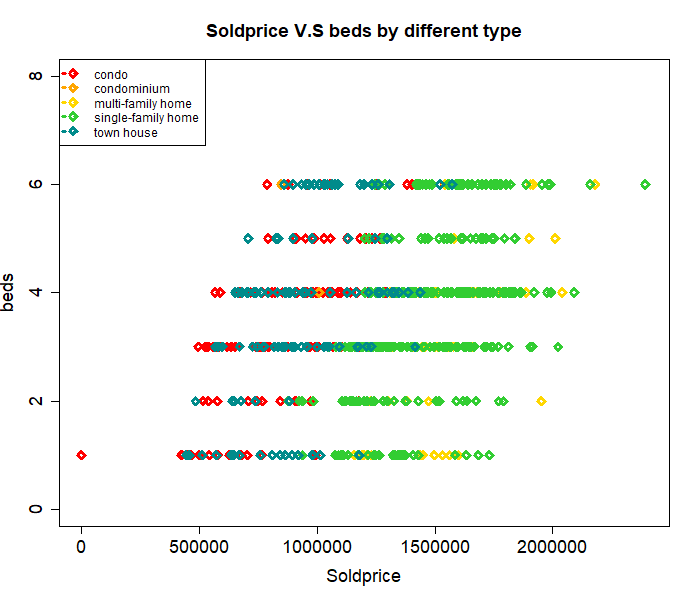 Soldprice V.S beds by different type
condo
condominium
multi-family home
single-family home
town house
8
6
4
2
0
beds
0 500000 1000000 1500000 2000000
Soldprice